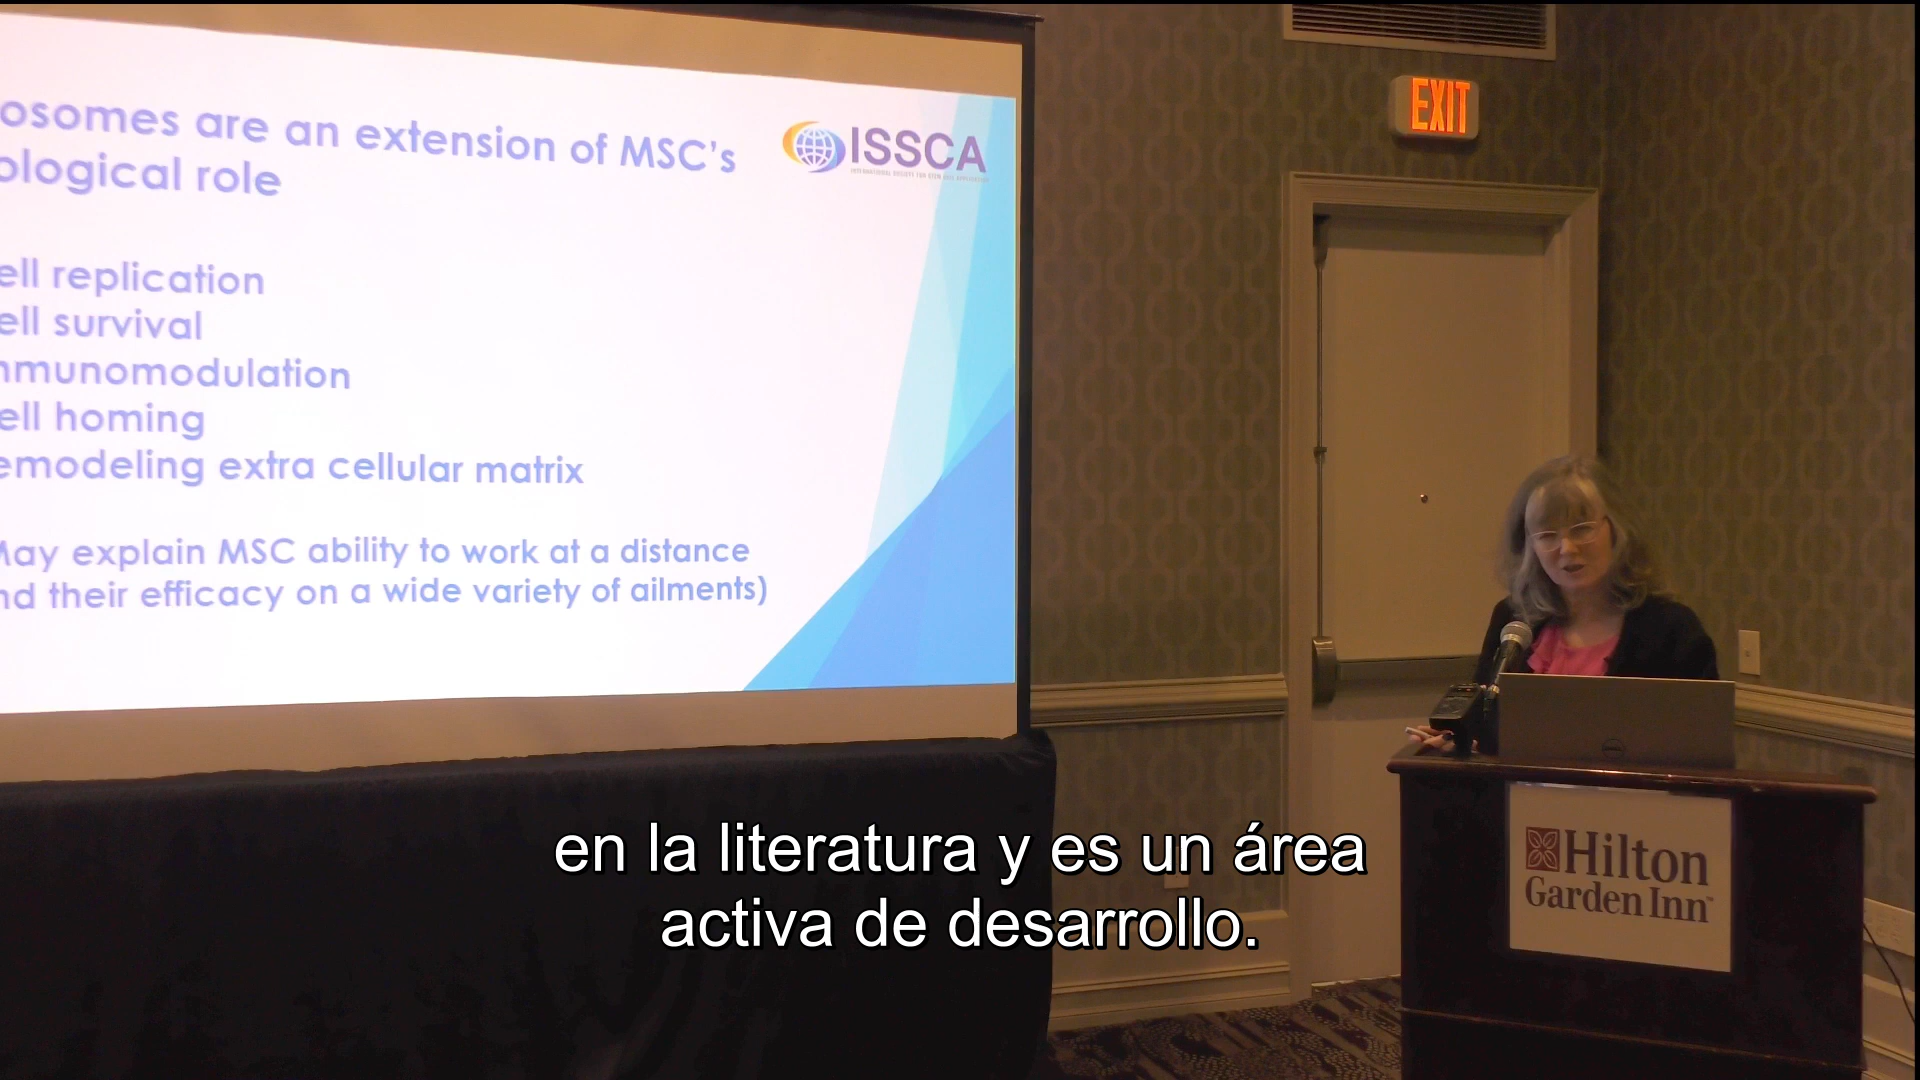 osomes are an extension of MSC's
ological role
ISSCA
ell replication
ell survival
mmunomodulation
ell homing
emodeling extra cellular matrix
May explain MSC ability to work at a distance
nd their efficacy on a wide variety of ailments)
EXIT
Hilton
Garden Inn™
en la literatura y es un área
activa de desarrollo.